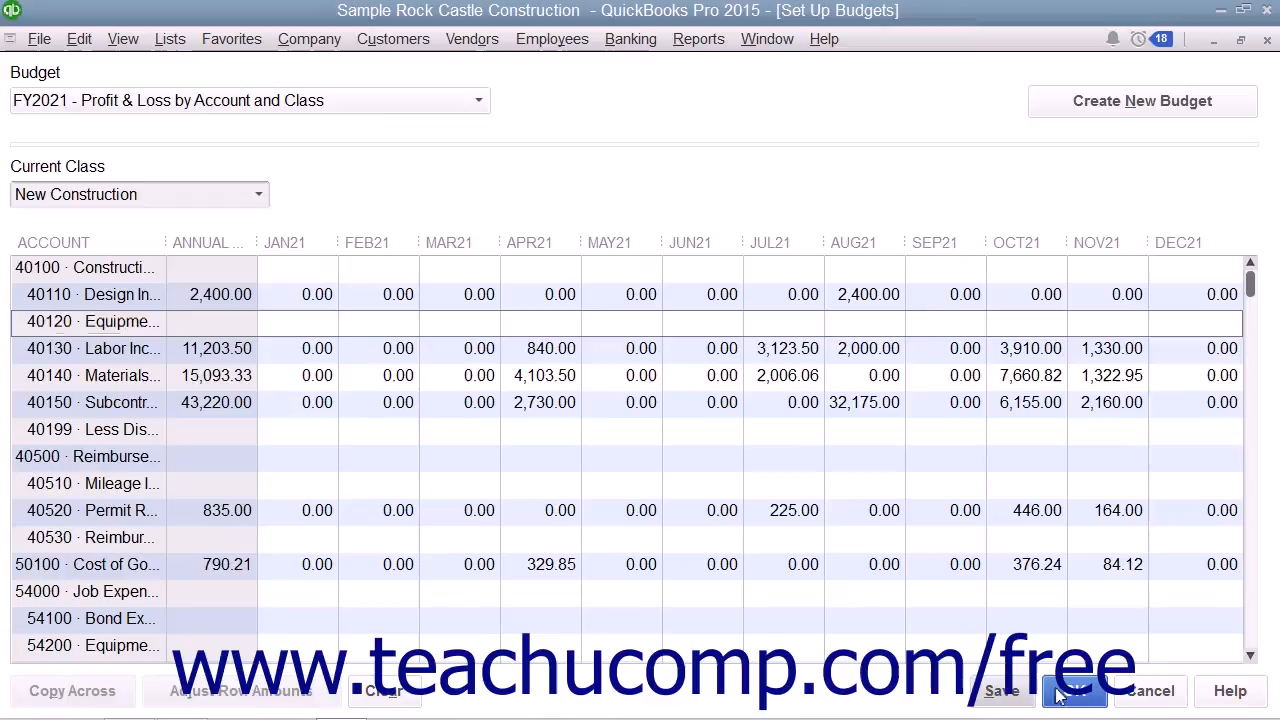 Sample Rock Castle Construction - QuickBooks Pro 2015 - [Set Up Budgets]
File Edit View Lists Favorites Company Customers Vendors Employees Banking Reports Window Help 18
Budget
FY2021 - Profit & Loss by Account and Class Create New Budget
Current Class
New Construction
ACCOUNT ANNUAL ... JAN21 FEB21 MAR21 APR21 MAY21 JUN21 JUL21 AUG21 SEP21 OCT21 NOV21 DEC21
40100 · Constructi...
40110 · Design In... 2,400.00 0.00 0.00 0.00 0.00 0.00 0.00 0.00 2,400.00 0.00 0.00 0.00 0.00
40120 · Equipme...
40130 · Labor Inc... 11,203.50 0.00 0.00 0.00 840.00 0.00 0.00 3,123.50 2,000.00 0.00 3,910.00 1,330.00 0.00
40140 · Materials... 15,093.33 0.00 0.00 0.00 4,103.50 0.00 0.00 2,006.06 0.00 0.00 7,660.82 1,322.95 0.00
40150 · Subcontr... 43,220.00 0.00 0.00 0.00 2,730.00 0.00 0.00 0.00 32,175.00 0.00 6,155.00 2,160.00 0.00
40199 · Less Dis...
40500 · Reimburse...
40510 · Mileage I...
40520 · Permit R... 835.00 0.00 0.00 0.00 0.00 0.00 0.00 225.00 0.00 0.00 446.00 164.00 0.00
40530 · Reimbur...
50100 · Cost of Go... 790.21 0.00 0.00 0.00 329.85 0.00 0.00 0.00 0.00 0.00 376.24 84.12 0.00
54000 · Job Expen...
54100 · Bond Ex...
54200 · Equipme...
www.teachucomp.com/free
Copy Across Adjust Row Amounts Clear Save Cancel Help